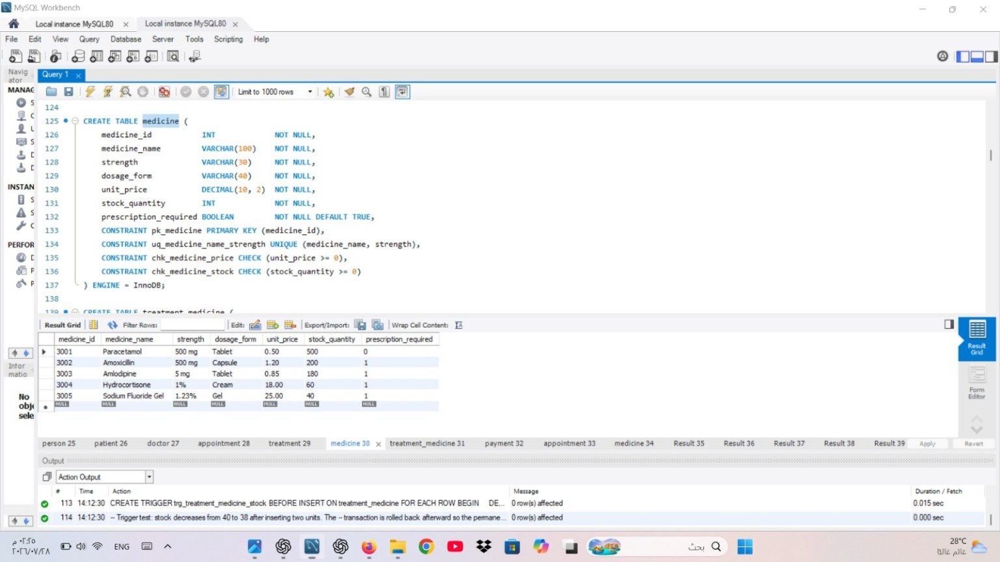 MySQL Workbench
Local instance MySQL80
Local instance MySQL80
File Edit View Query Database Server Tools Scripting Help
Navig
ator
Query 1
MANAG
Limit to 1000 rows
124
125 CREATE TABLE medicine (
126 medicine_id INT NOT NULL,
127 medicine_name VARCHAR(100) NOT NULL,
128 strength VARCHAR(30) NOT NULL,
129 dosage_form VARCHAR(40) NOT NULL,
130 unit_price DECIMAL(10, 2) NOT NULL,
131 stock_quantity INT NOT NULL,
132 prescription_required BOOLEAN NOT NULL DEFAULT TRUE,
133 CONSTRAINT pk_medicine PRIMARY KEY (medicine_id),
134 CONSTRAINT uq_medicine_name_strength UNIQUE (medicine_name, strength),
135 CONSTRAINT chk_medicine_price CHECK (unit_price >= 0),
136 CONSTRAINT chk_medicine_stock CHECK (stock_quantity >= 0)
137 ) ENGINE = InnoDB;
138
139 CREATE TABLE treatment_medicine (
INSTAN
PERFOR
Infor
matio
No
obje
sele
Result Grid Filter Rows: Edit: Export/Import: Wrap Cell Content:
medicine_id medicine_name strength dosage_form unit_price stock_quantity prescription_required
3001 Paracetamol 500 mg Tablet 0.50 500 0
3002 Amoxicillin 500 mg Capsule 1.20 200 1
3003 Amlodipine 5 mg Tablet 0.85 180 1
3004 Hydrocortisone 1% Cream 18.00 60 1
3005 Sodium Fluoride Gel 1.23% Gel 25.00 40 1
NULL NULL NULL NULL NULL NULL NULL
Result
Grid
Form
Editor
person 25 patient 26 doctor 27 appointment 28 treatment 29 medicine 30 treatment_medicine 31 payment 32 appointment 33 medicine 34 Result 35 Result 36 Result 37 Result 38 Result 39 Apply Revert
Output
Action Output
# Time Action Message Duration / Fetch
113 14:12:30 CREATE TRIGGER trg_treatment_medicine_stock BEFORE INSERT ON treatment_medicine FOR EACH ROW BEGIN DE... 0 row(s) affected 0.015 sec
114 14:12:30 -- Trigger test: stock decreases from 40 to 38 after inserting two units. The -- transaction is rolled back afterward so the permane... 0 row(s) affected 0.000 sec
٠٢:٢٥ م
٢٠٢٦/٠٧/٢٨
ENG
بحث
28°C
غائم غالبًا